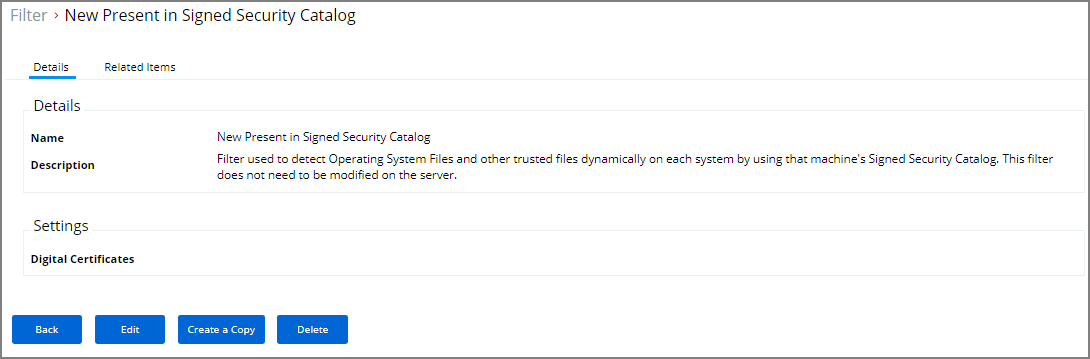 Filter › New Present in Signed Security Catalog
Details Related Items
Details
Name New Present in Signed Security Catalog
Description Filter used to detect Operating System Files and other trusted files dynamically on each system by using that machine's Signed Security Catalog. This filter
does not need to be modified on the server.
Settings
Digital Certificates
Back Edit Create a Copy Delete